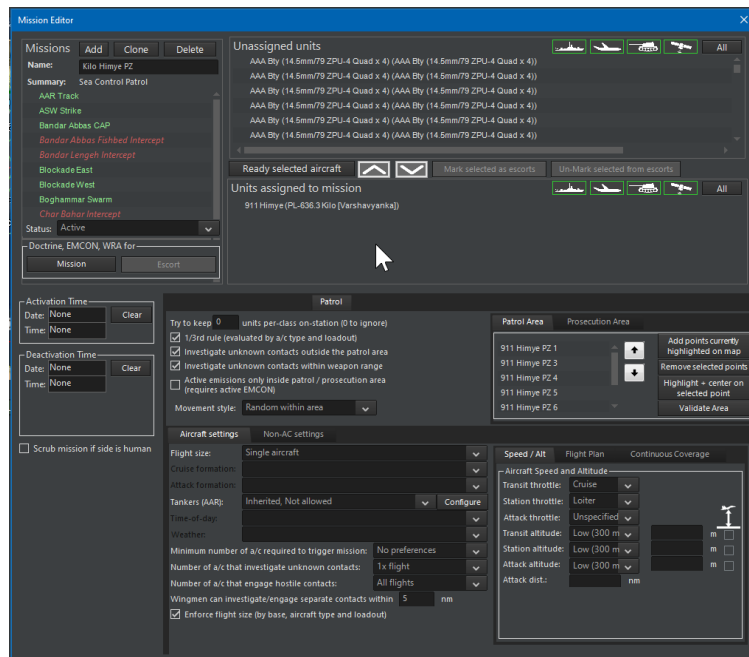 Mission Editor
Missions Add Clone Delete
Name: Kilo Himye PZ
Summary: Sea Control Patrol
AAR Track
ASW Strike
Bandar Abbas CAP
Bandar Abbas Fishbed Intercept
Bandar Lengeh Intercept
Blockade East
Blockade West
Boghammar Swarm
Char Bahar Intercept
Status: Active
Doctrine, EMCON, WRA for
Mission Escort
Unassigned units All
AAA Bty (14.5mm/79 ZPU-4 Quad x 4) (AAA Bty (14.5mm/79 ZPU-4 Quad x 4))
AAA Bty (14.5mm/79 ZPU-4 Quad x 4) (AAA Bty (14.5mm/79 ZPU-4 Quad x 4))
AAA Bty (14.5mm/79 ZPU-4 Quad x 4) (AAA Bty (14.5mm/79 ZPU-4 Quad x 4))
AAA Bty (14.5mm/79 ZPU-4 Quad x 4) (AAA Bty (14.5mm/79 ZPU-4 Quad x 4))
AAA Bty (14.5mm/79 ZPU-4 Quad x 4) (AAA Bty (14.5mm/79 ZPU-4 Quad x 4))
AAA Bty (14.5mm/79 ZPU-4 Quad x 4) (AAA Bty (14.5mm/79 ZPU-4 Quad x 4))
Ready selected aircraft Mark selected as escorts Un-Mark selected from escorts
Units assigned to mission All
911 Himye (PL-636.3 Kilo [Varshavyanka])
Activation Time
Date: None Clear
Time: None
Deactivation Time
Date: None Clear
Time: None
Scrub mission if side is human
Patrol
Try to keep 0 units per-class on-station (0 to ignore)
1/3rd rule (evaluated by a/c type and loadout)
Investigate unknown contacts outside the patrol area
Investigate unknown contacts within weapon range
Active emissions only inside patrol / prosecution area
(requires active EMCON)
Movement style: Random within area
Patrol Area Prosecution Area
911 Himye PZ 1
911 Himye PZ 3
911 Himye PZ 4
911 Himye PZ 5
911 Himye PZ 6
Add points currently
highlighted on map
Remove selected points
Highlight + center on
selected point
Validate Area
Aircraft settings Non-AC settings
Flight size: Single aircraft
Cruise formation:
Attack formation:
Tankers (AAR): Inherited, Not allowed Configure
Time-of-day:
Weather:
Minimum number of a/c required to trigger mission: No preferences
Number of a/c that investigate unknown contacts: 1x flight
Number of a/c that engage hostile contacts: All flights
Wingmen can investigate/engage separate contacts within 5 nm
Enforce flight size (by base, aircraft type and loadout)
Speed / Alt Flight Plan Continuous Coverage
Aircraft Speed and Altitude
Transit throttle: Cruise
Station throttle: Loiter
Attack throttle: Unspecified
Transit altitude: Low (300 m m
Station altitude: Low (300 m m
Attack altitude: Low (300 m m
Attack dist.: nm